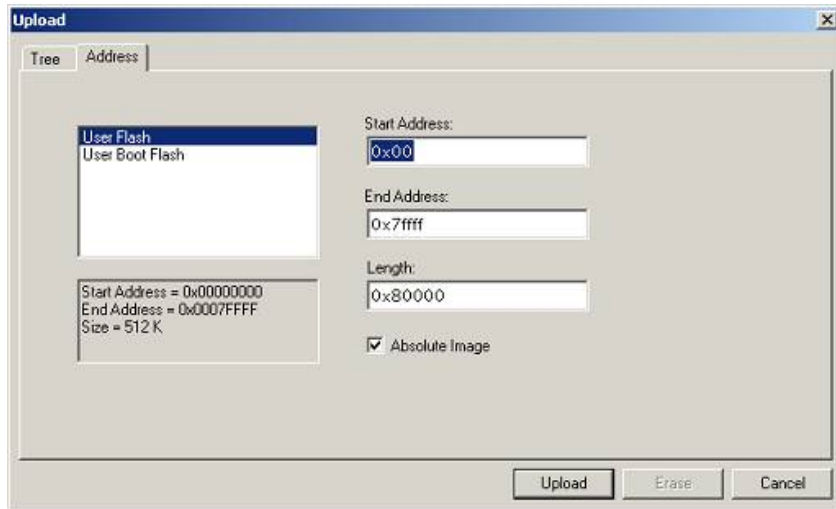 Upload
Tree
Address
User Flash
User Boot Flash
Start Address = 0x00000000
End Address = 0x0007FFFF
Size = 512 K
Start Address:
0x00
End Address:
0x7ffff
Length:
0x80000
Absolute Image
Upload
Erase
Cancel